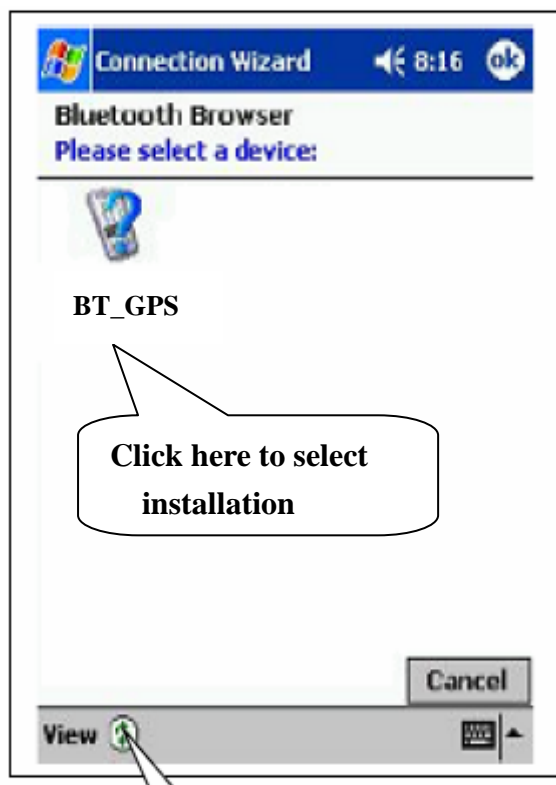 Connection Wizard 8:16 ok
Bluetooth Browser
Please select a device:
BT_GPS
Click here to select
installation
Cancel
View